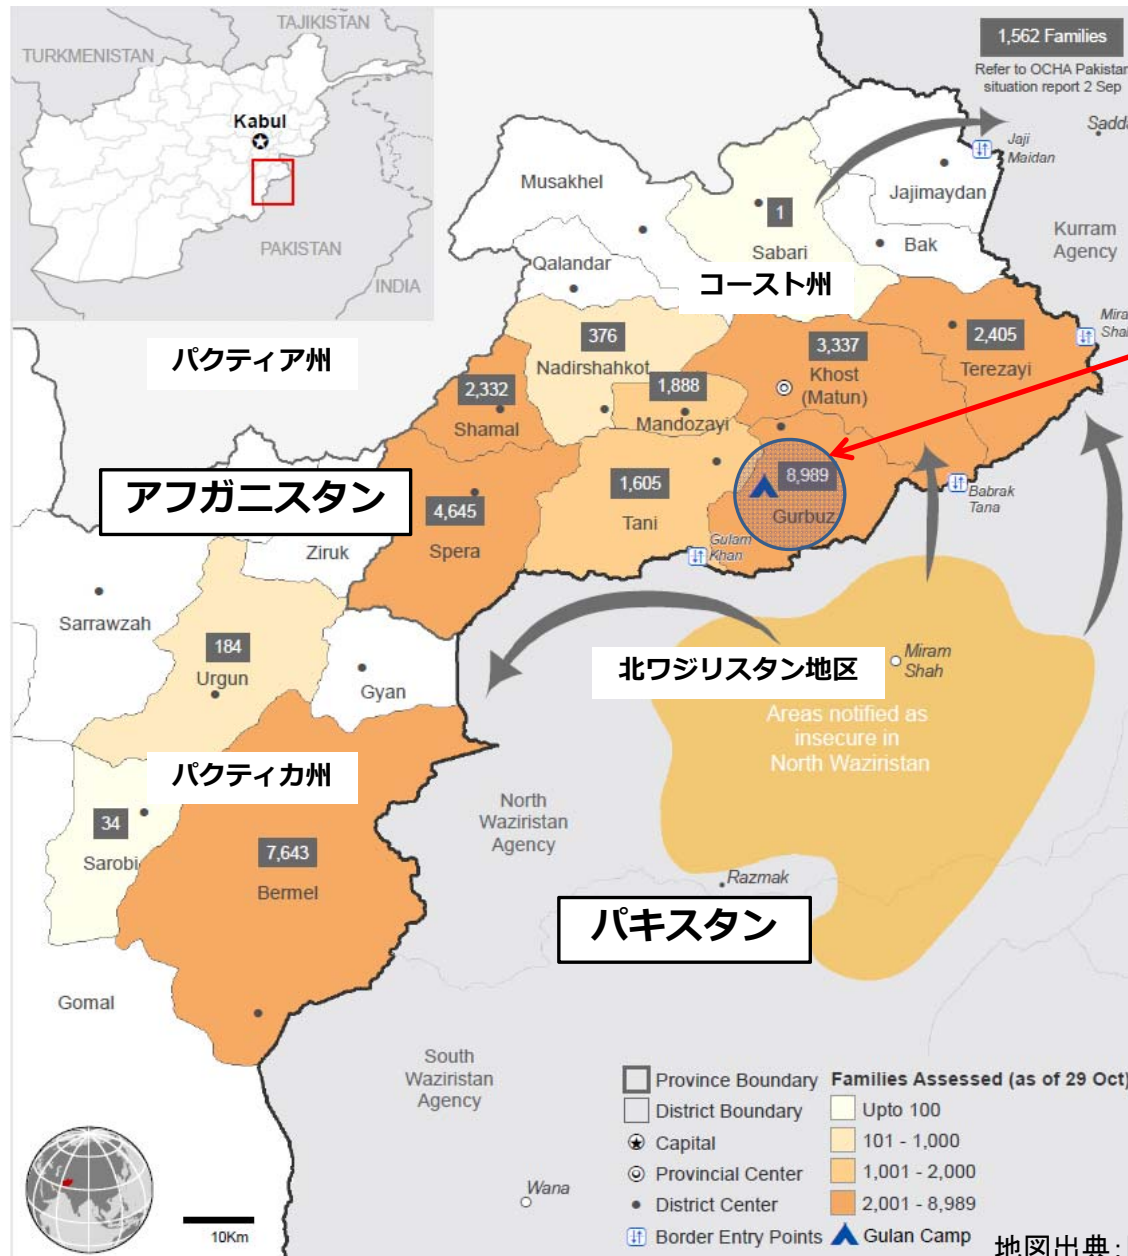 TAJIKISTAN
TURKMENISTAN
Kabul
PAKISTAN
INDIA
1,562 Families
Refer to OCHA Pakistan
situation report 2 Sep
Sadda
Jaji
Maidan
Jajimaydan
Musakhel
1
Sabari
Bak
Kurram
Agency
Qalandar
コースト州
パクティア州
376
Nadirshahkot
3,337
Khost
(Matun)
2,405
Terezayi
2,332
Shamal
1,888
Mandozayi
アフガニスタン
4,645
Spera
1,605
Tani
8,989
Gurbuz
Babrak
Tana
Gulam
Khan
Ziruk
Sarrawzah
184
Urgun
Gyan
北ワジリスタン地区
Miram
Shah
Areas notified as
insecure in
North Waziristan
パクティカ州
34
Sarobi
7,643
Bermel
North
Waziristan
Agency
Razmak
パキスタン
Gomal
South
Waziristan
Agency
Wana
10Km
Province Boundary
District Boundary
Capital
Provincial Center
District Center
Border Entry Points
Families Assessed (as of 29 Oct)
Upto 100
101 - 1,000
1,001 - 2,000
2,001 - 8,989
Gulan Camp
地図出典: